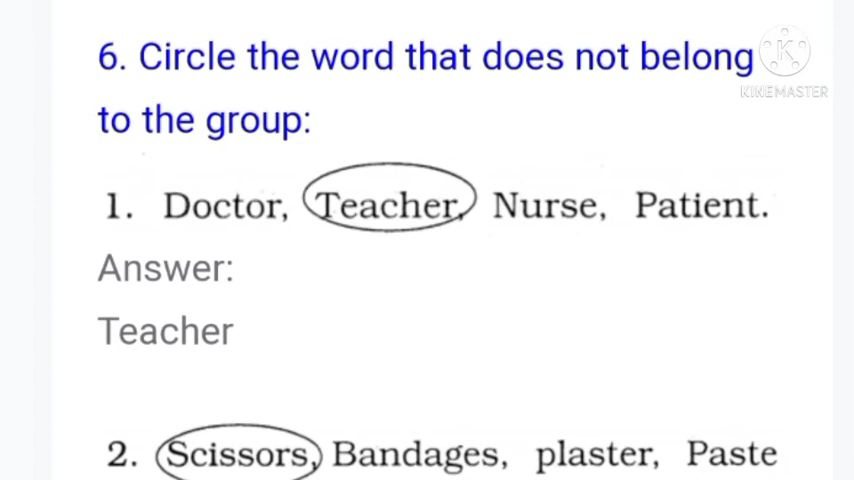 6. Circle the word that does not belong
to the group:
KINEMASTER
1. Doctor, Teacher, Nurse, Patient.
Answer:
Teacher
2. Scissors, Bandages, plaster, Paste